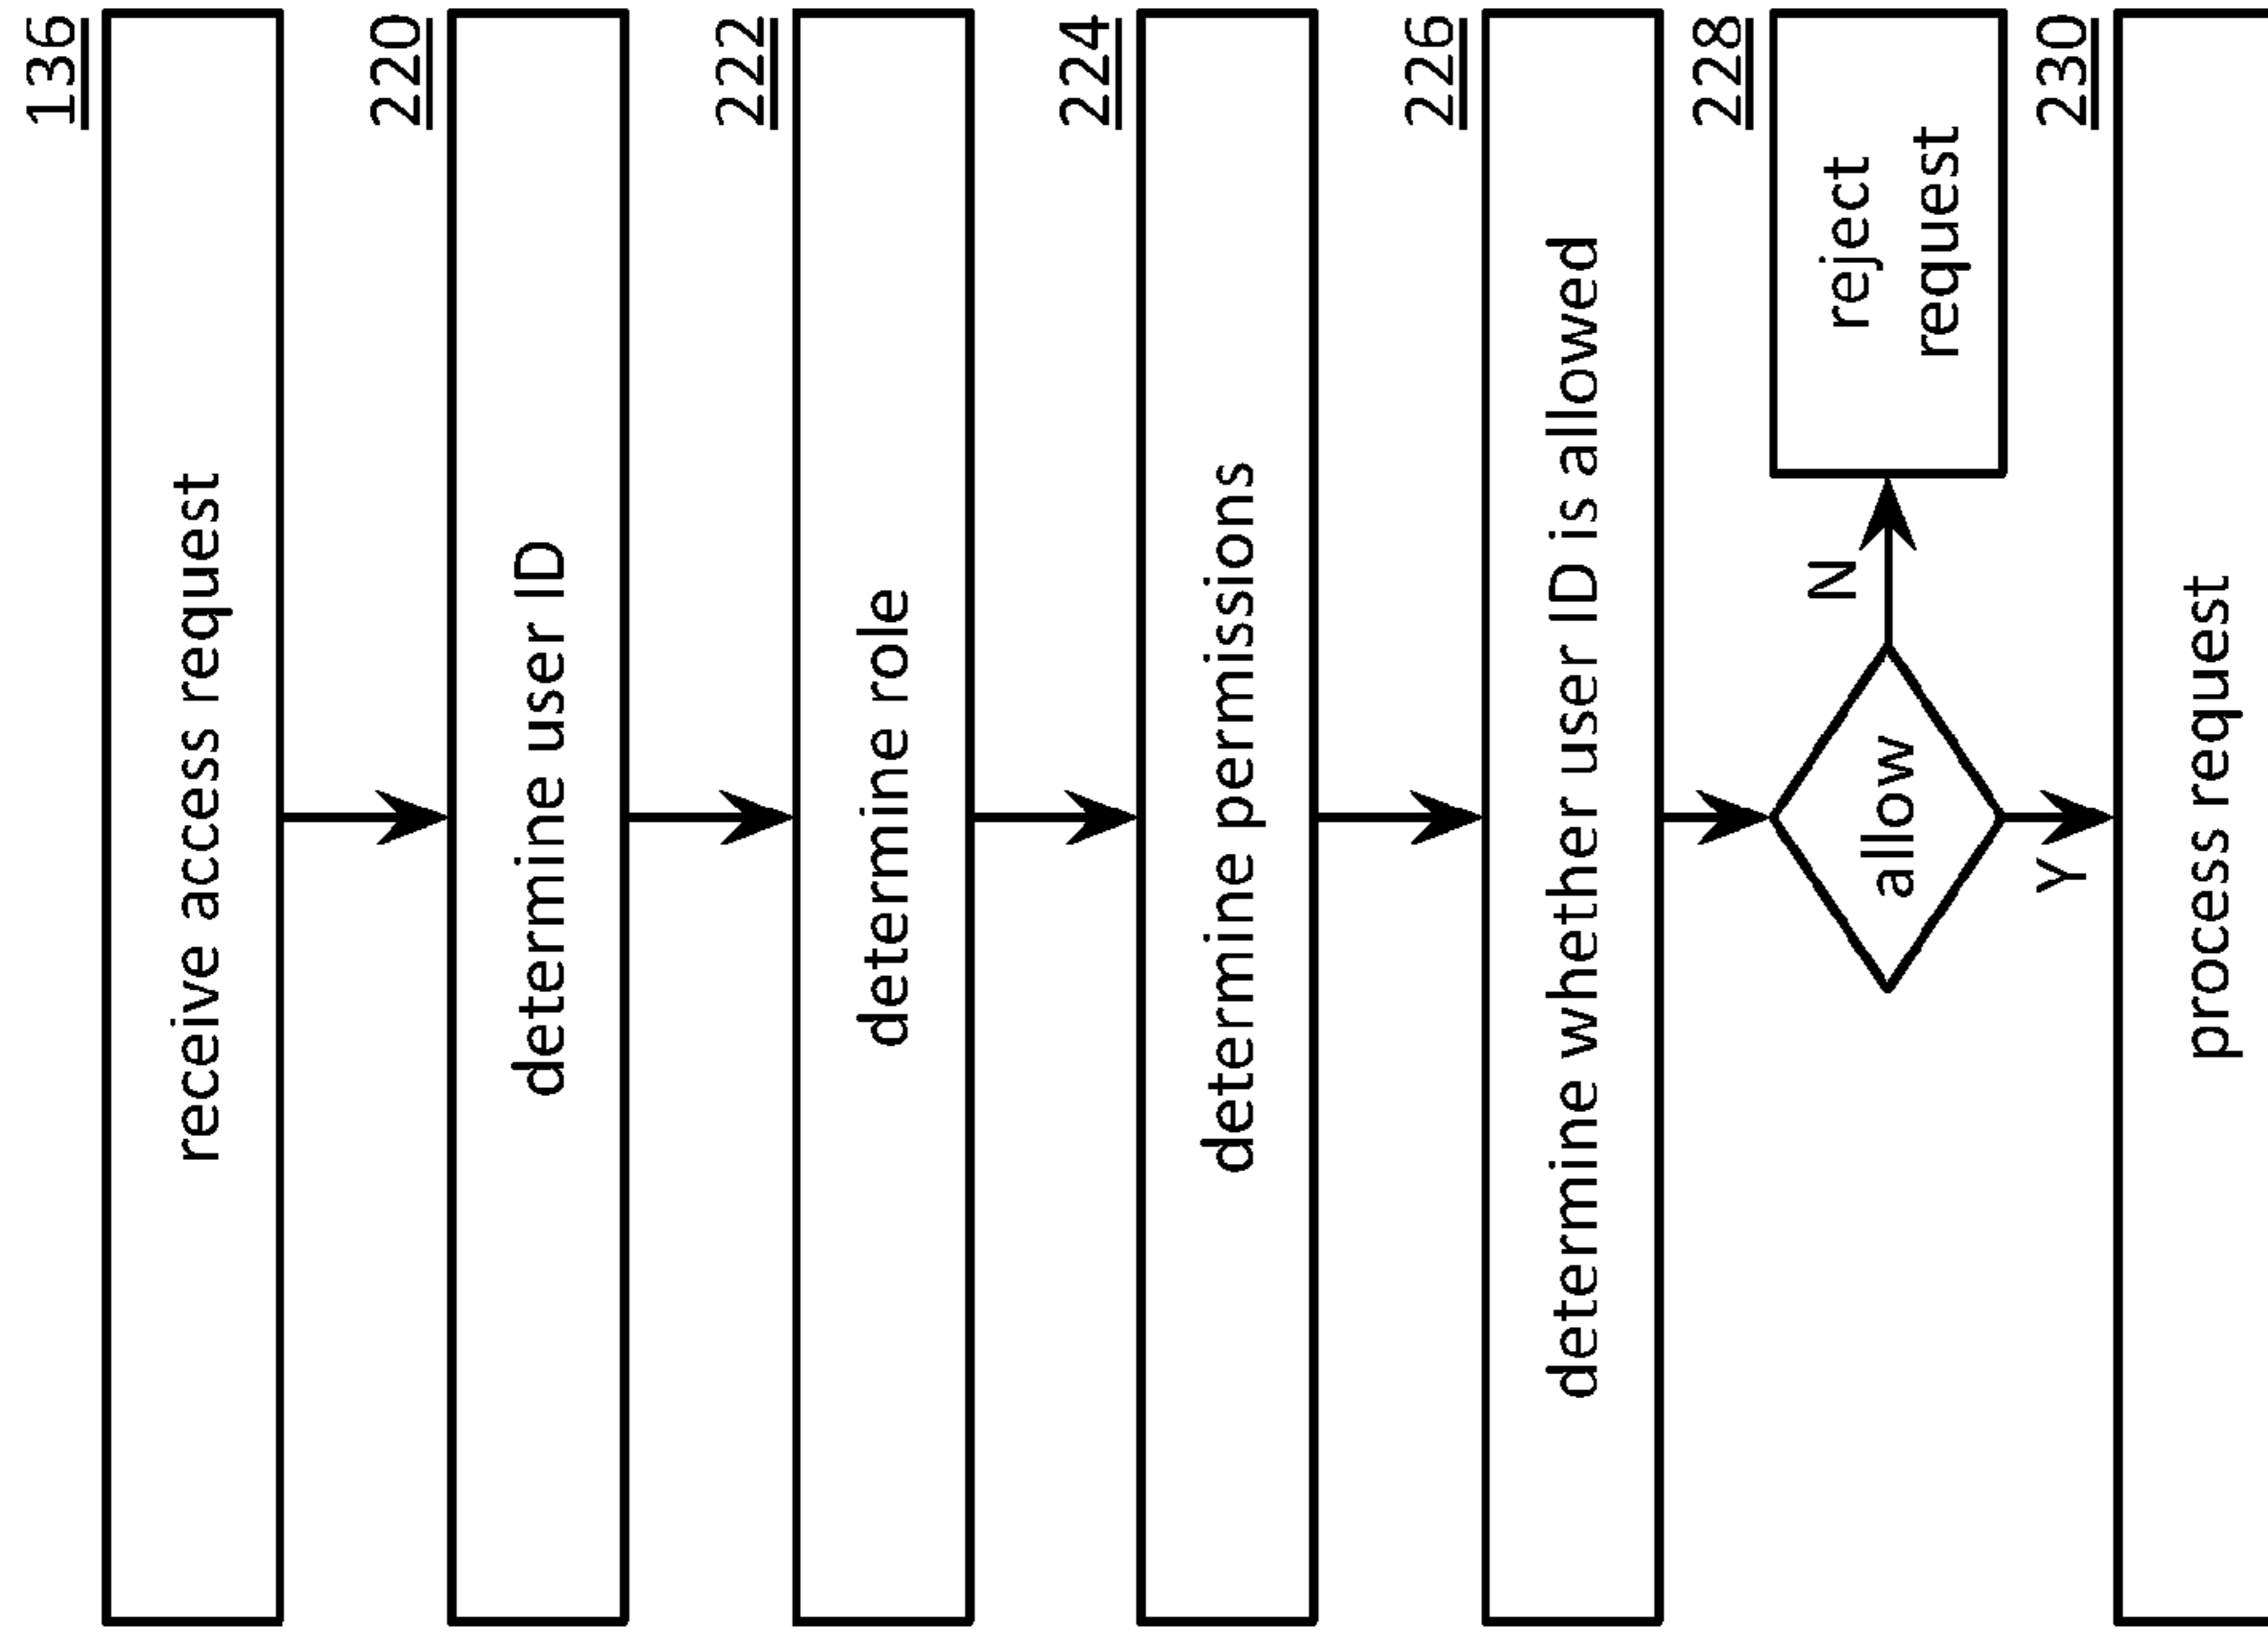 136
receive access request
220
determine user ID
222
determine role
224
determine permissions
226
determine whether user ID is allowed
228
allow
N
reject
request
Y
230
process request